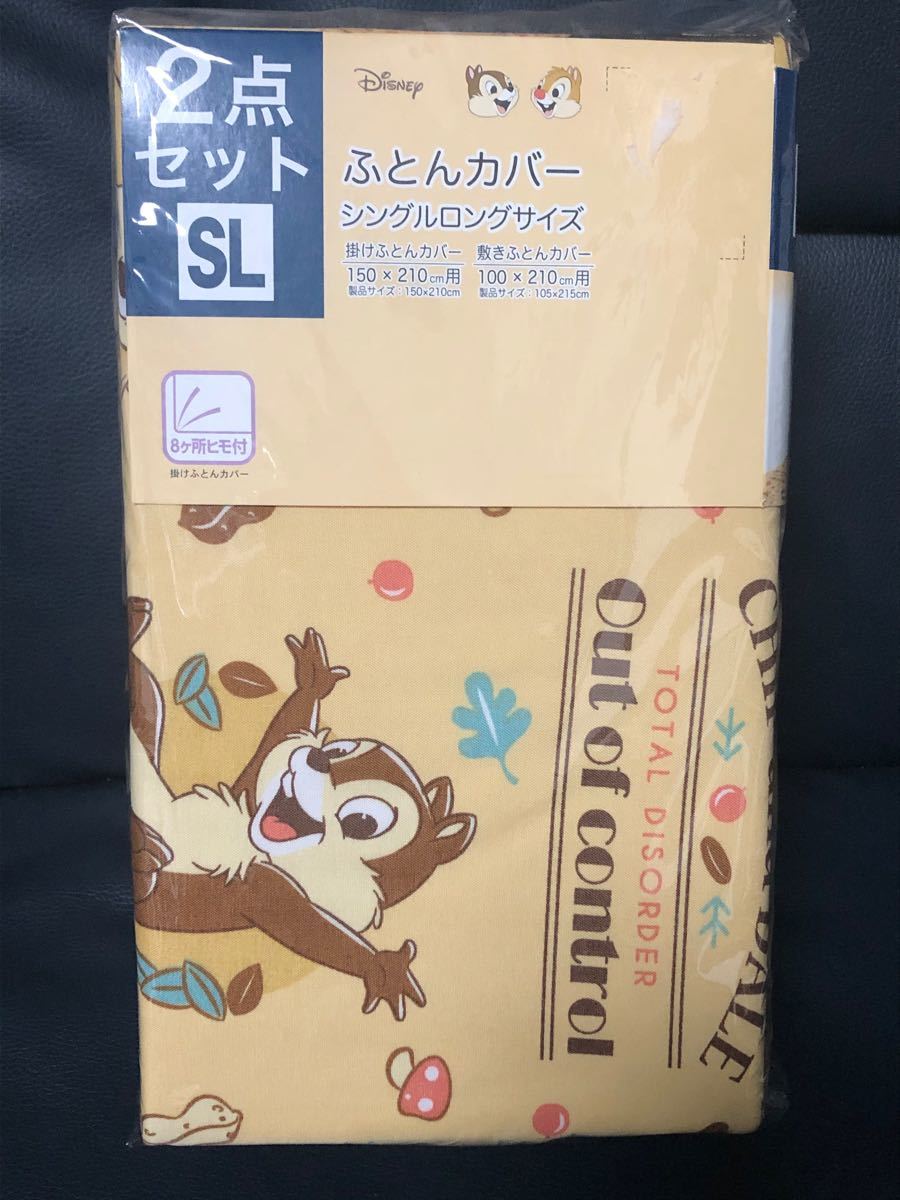 2点
セット
SL
Disney
ふとんカバー
シングルロングサイズ
掛けふとんカバー
150×210cm用
製品サイズ：150×210cm
敷きふとんカバー
100×210cm用
製品サイズ：105×215cm
8ヶ所ヒモ付
掛けふとんカバー
Out of control
TOTAL DISORDER
DALE